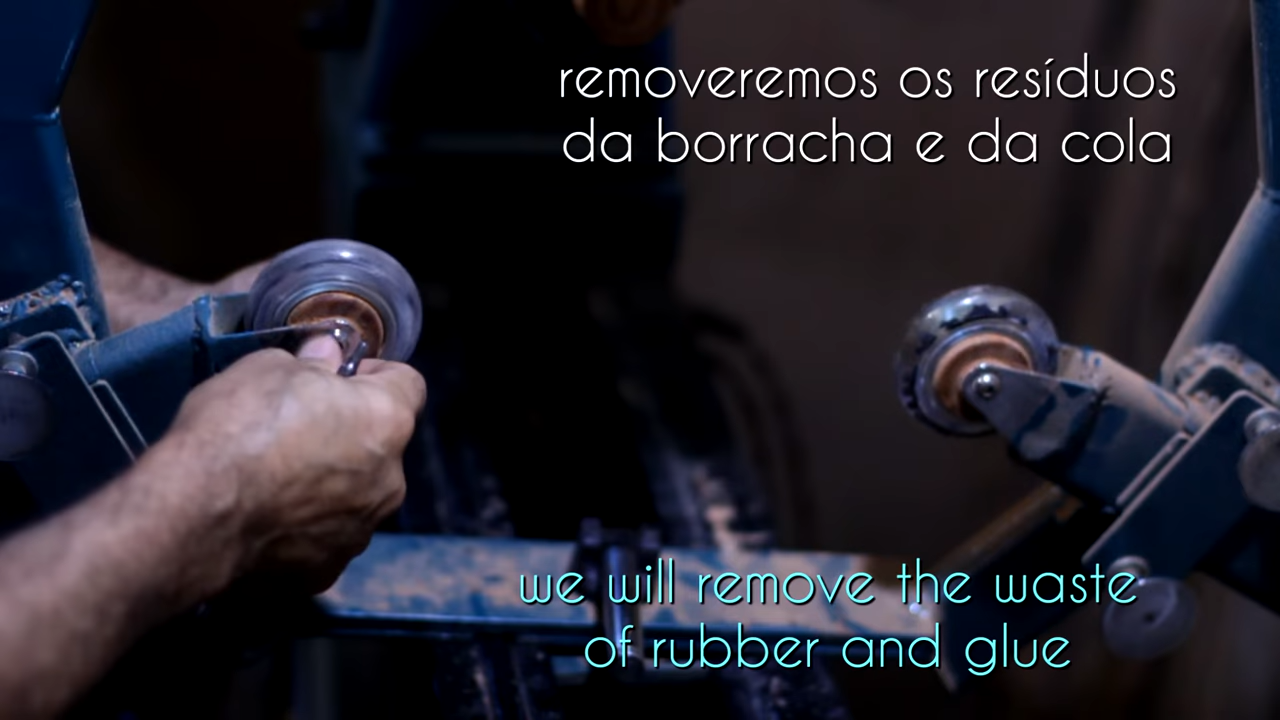 removeremos os resíduos
da borracha e da cola
we will remove the waste
of rubber and glue